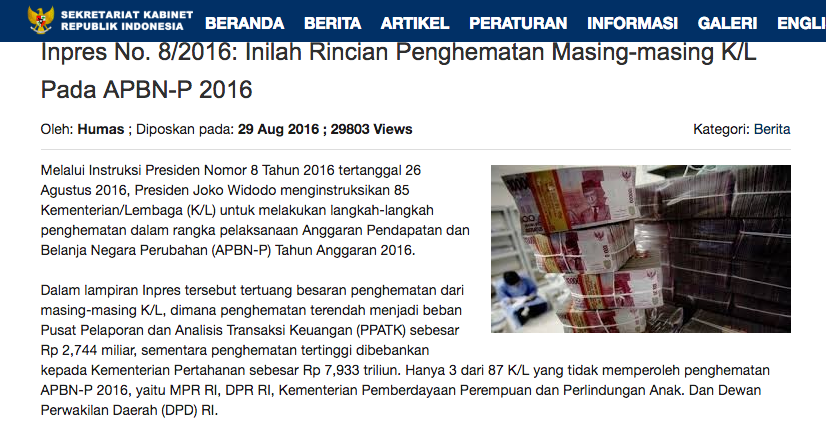 SEKRETARIAT KABINET
REPUBLIK INDONESIA
BERANDA BERITA ARTIKEL PERATURAN INFORMASI GALERI ENGLI
Inpres No. 8/2016: Inilah Rincian Penghematan Masing-masing K/L
Pada APBN-P 2016
Oleh: Humas ; Diposkan pada: 29 Aug 2016 ; 29803 Views
Kategori: Berita
Melalui Instruksi Presiden Nomor 8 Tahun 2016 tertanggal 26
Agustus 2016, Presiden Joko Widodo menginstruksikan 85
Kementerian/Lembaga (K/L) untuk melakukan langkah-langkah
penghematan dalam rangka pelaksanaan Anggaran Pendapatan dan
Belanja Negara Perubahan (APBN-P) Tahun Anggaran 2016.
Dalam lampiran Inpres tersebut tertuang besaran penghematan dari
masing-masing K/L, dimana penghematan terendah menjadi beban
Pusat Pelaporan dan Analisis Transaksi Keuangan (PPATK) sebesar
Rp 2,744 miliar, sementara penghematan tertinggi dibebankan
kepada Kementerian Pertahanan sebesar Rp 7,933 triliun. Hanya 3 dari 87 K/L yang tidak memperoleh penghematan
APBN-P 2016, yaitu MPR RI, DPR RI, Kementerian Pemberdayaan Perempuan dan Perlindungan Anak. Dan Dewan
Perwakilan Daerah (DPD) RI.